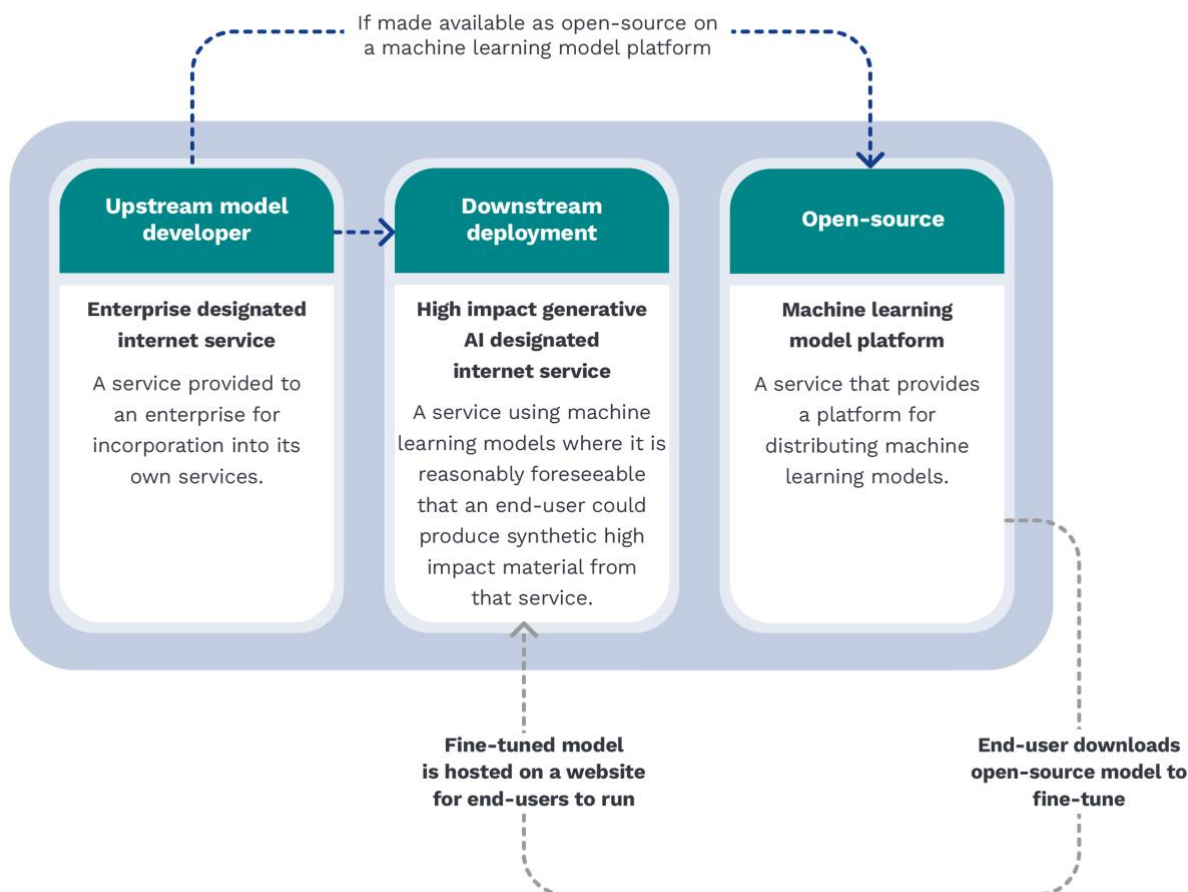 If made available as open-source on
a machine learning model platform
Upstream model
developer
Enterprise designated
internet service
A service provided to
an enterprise for
incorporation into its
own services.
Downstream
deployment
High impact generative
AI designated
internet service
A service using machine
learning models where it is
reasonably foreseeable
that an end-user could
produce synthetic high
impact material from
that service.
Open-source
Machine learning
model platform
A service that provides
a platform for
distributing machine
learning models.
Fine-tuned model
is hosted on a website
for end-users to run
End-user downloads
open-source model to
fine-tune